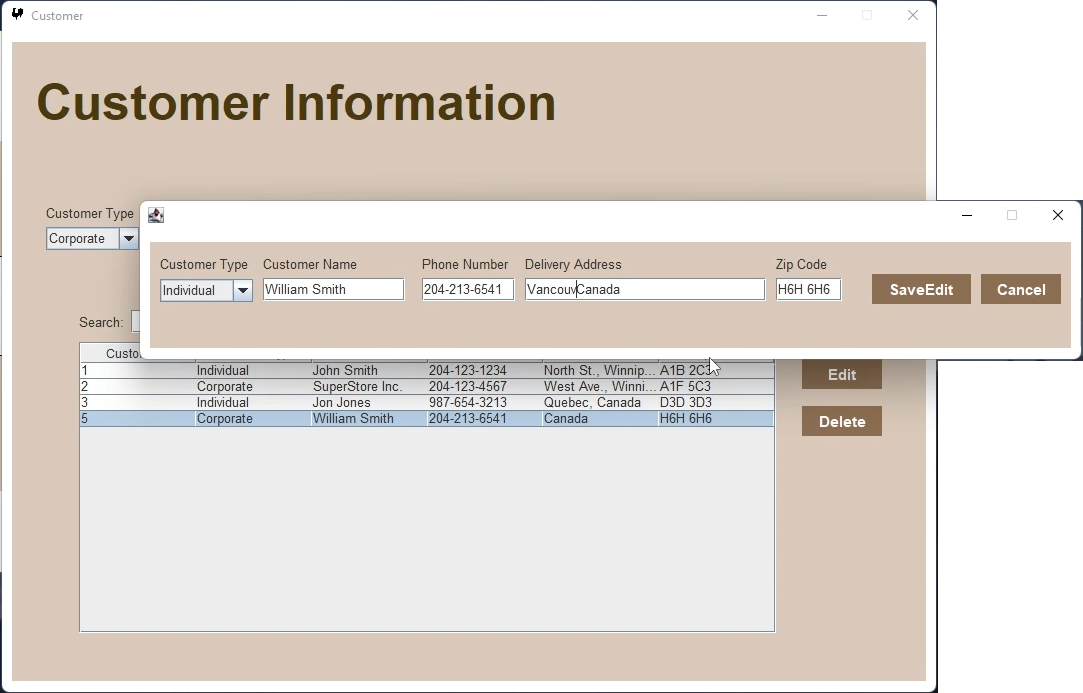 Customer
Customer Information
Customer Type
Corporate
Customer Type Customer Name Phone Number Delivery Address Zip Code
Individual William Smith 204-213-6541 VancouvCanada H6H 6H6 SaveEdit Cancel
Search:
Custo
1 Individual John Smith 204-123-1234 North St., Winnip... A1B 2C3
2 Corporate SuperStore Inc. 204-123-4567 West Ave., Winni... A1F 5C3
3 Individual Jon Jones 987-654-3213 Quebec, Canada D3D 3D3
5 Corporate William Smith 204-213-6541 Canada H6H 6H6
Edit
Delete